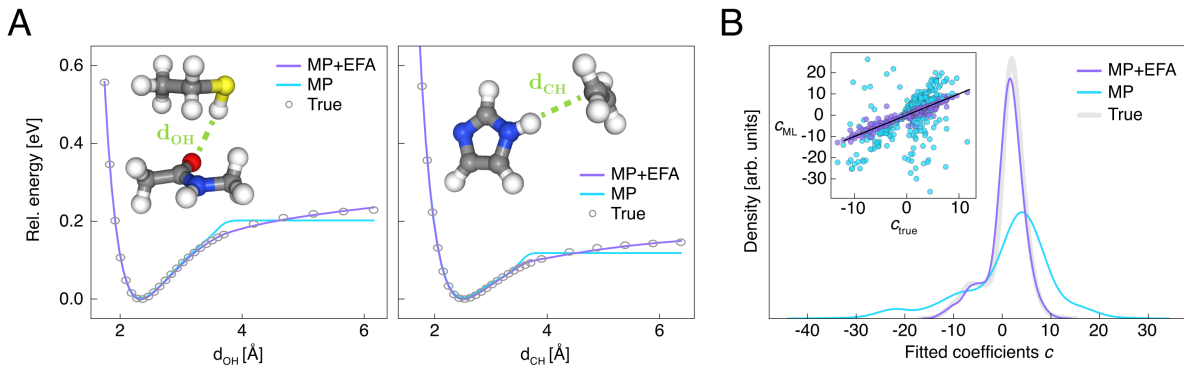 A
B
Rel. energy [eV]
0.6
0.4
0.2
0.0
2
4
6
d_OH [Å]
MP+EFA
MP
True
d_OH
2
4
6
d_CH [Å]
d_CH
MP+EFA
MP
True
Density [arb. units]
-40
-30
-20
-10
0
10
20
30
Fitted coefficients c
MP+EFA
MP
True
c_ML
20
10
0
-10
-20
-30
-10
0
10
c_true